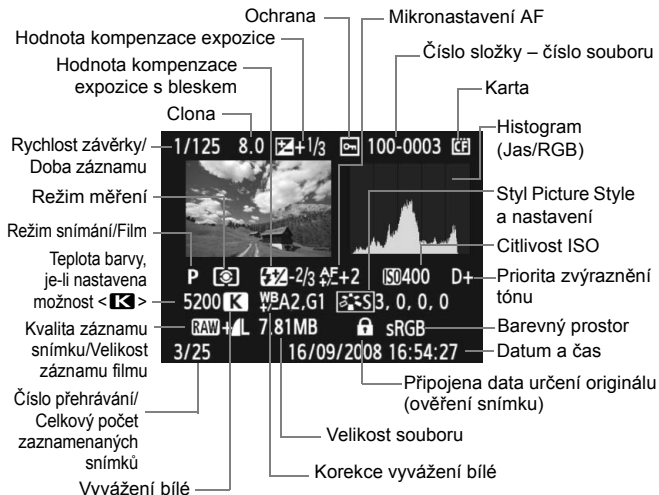 Ochrana
Mikronastavení AF
Hodnota kompenzace expozice
Číslo složky – číslo souboru
Hodnota kompenzace
expozice s bleskem
Karta
Clona
Histogram
(Jas/RGB)
Rychlost závěrky/
Doba záznamu
1/125 8.0 +1/3 100-0003 CF
Režim měření
Styl Picture Style
a nastavení
Režim snímání/Film
Citlivost ISO
Teplota barvy,
je-li nastavena
možnost < K >
P -2/3 AF+2 ISO400 D+
Priorita zvýraznění
tónu
5200 K WB A2,G1 S 3, 0, 0, 0
Kvalita záznamu
snímku/Velikost
záznamu filmu
RAW+L 7.81MB sRGB
Barevný prostor
3/25 16/09/2008 16:54:27
Datum a čas
Číslo přehrávání/
Celkový počet
zaznamenaných
snímků
Připojena data určení originálu
(ověření snímku)
Velikost souboru
Korekce vyvážení bílé
Vyvážení bílé